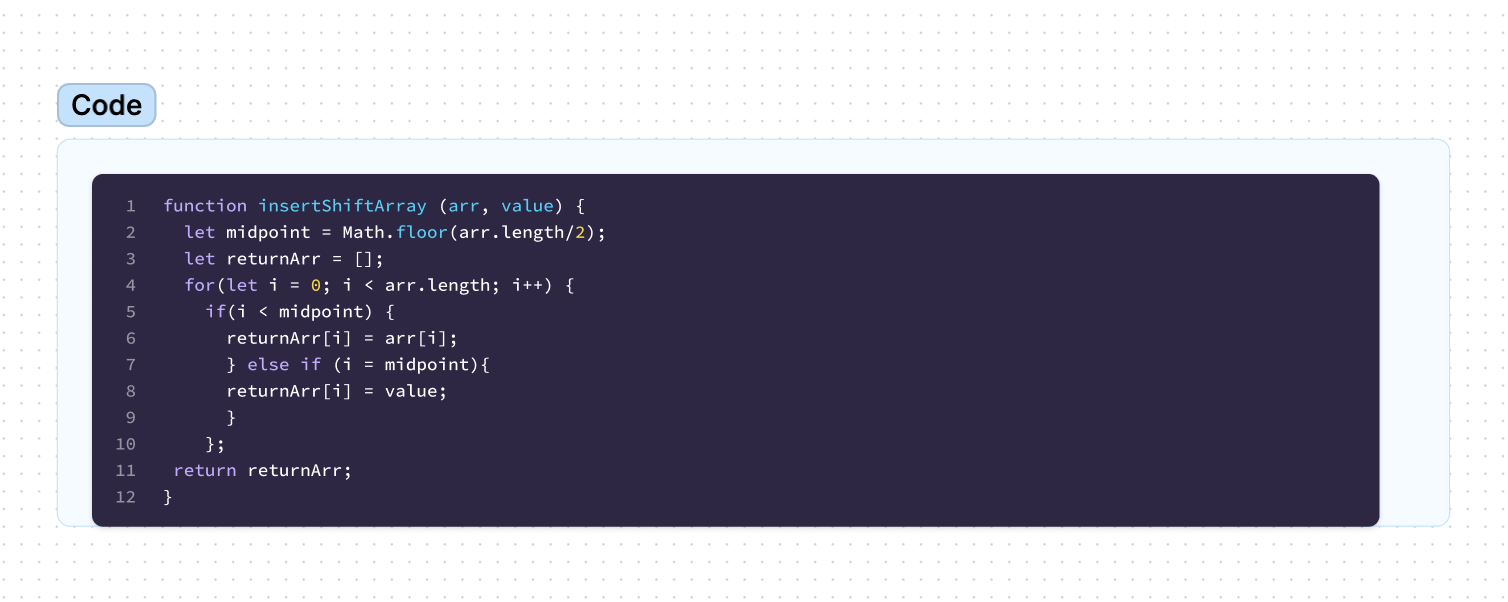 Code
1 function insertShiftArray (arr, value) {
2 let midpoint = Math.floor(arr.length/2);
3 let returnArr = [];
4 for(let i = 0; i < arr.length; i++) {
5 if(i < midpoint) {
6 returnArr[i] = arr[i];
7 } else if (i = midpoint){
8 returnArr[i] = value;
9 }
10 };
11 return returnArr;
12 }